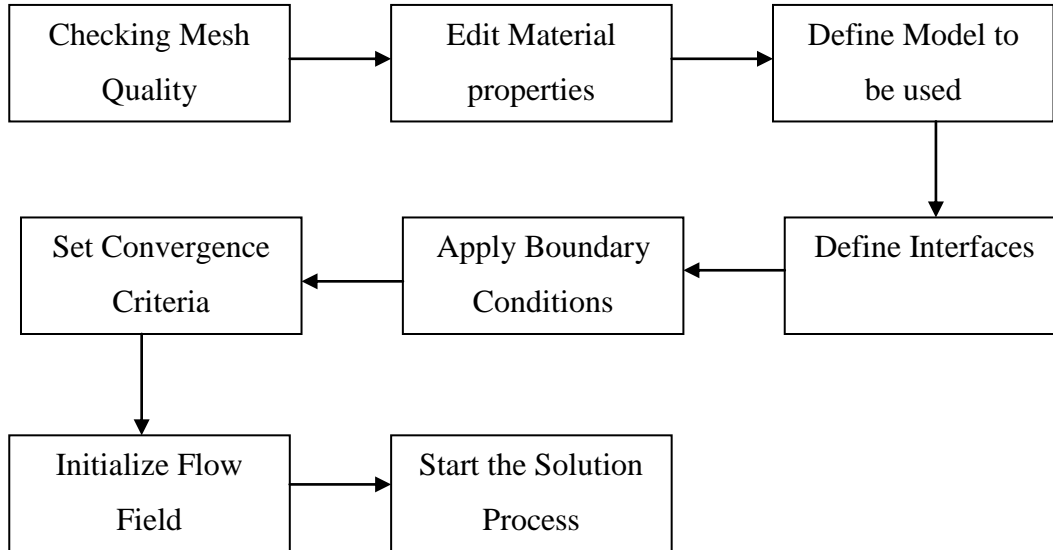 Checking Mesh
Quality
Edit Material
properties
Define Model to
be used
Define Interfaces
Apply Boundary
Conditions
Set Convergence
Criteria
Initialize Flow
Field
Start the Solution
Process